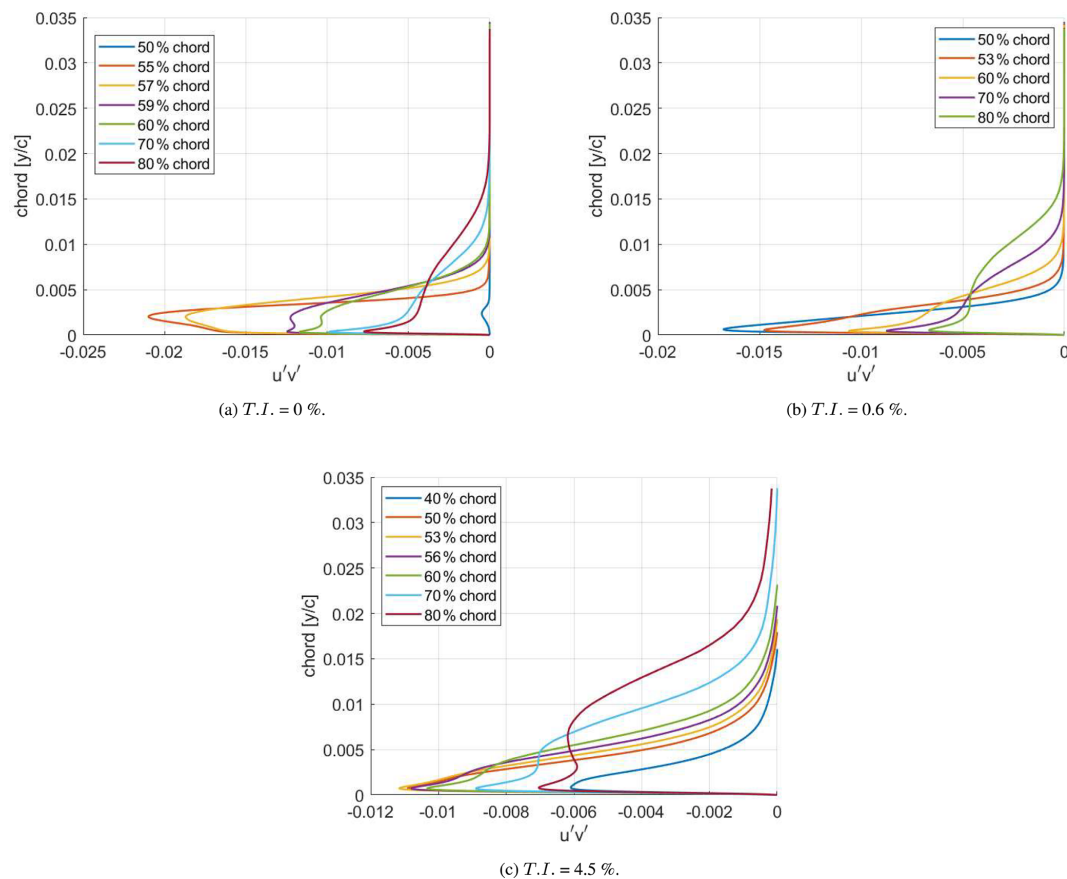 0.035
0.03
0.025
0.02
0.015
0.01
0.005
0
chord [y/c]
50 % chord
55 % chord
57 % chord
59 % chord
60 % chord
70 % chord
80 % chord
-0.025
-0.02
-0.015
-0.01
-0.005
0
u′v′
(a) T.I. = 0 %.
0.035
0.03
0.025
0.02
0.015
0.01
0.005
0
chord [y/c]
50 % chord
53 % chord
60 % chord
70 % chord
80 % chord
-0.02
-0.015
-0.01
-0.005
0
u′v′
(b) T.I. = 0.6 %.
0.035
0.03
0.025
0.02
0.015
0.01
0.005
0
chord [y/c]
40 % chord
50 % chord
53 % chord
56 % chord
60 % chord
70 % chord
80 % chord
-0.012
-0.01
-0.008
-0.006
-0.004
-0.002
0
u′v′
(c) T.I. = 4.5 %.